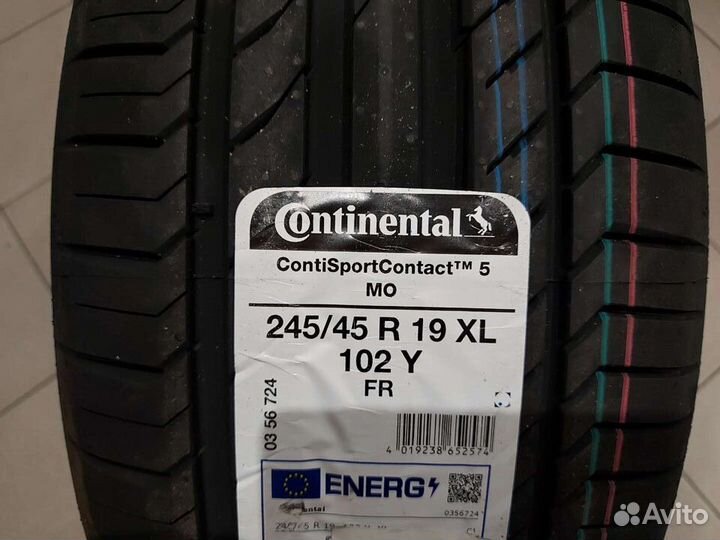 Continental
ContiSportContact™ 5
MO
245/45 R 19 XL
102 Y
FR
03 56 724
4 019238 652574
ENERG
0356724
R 19
Avito